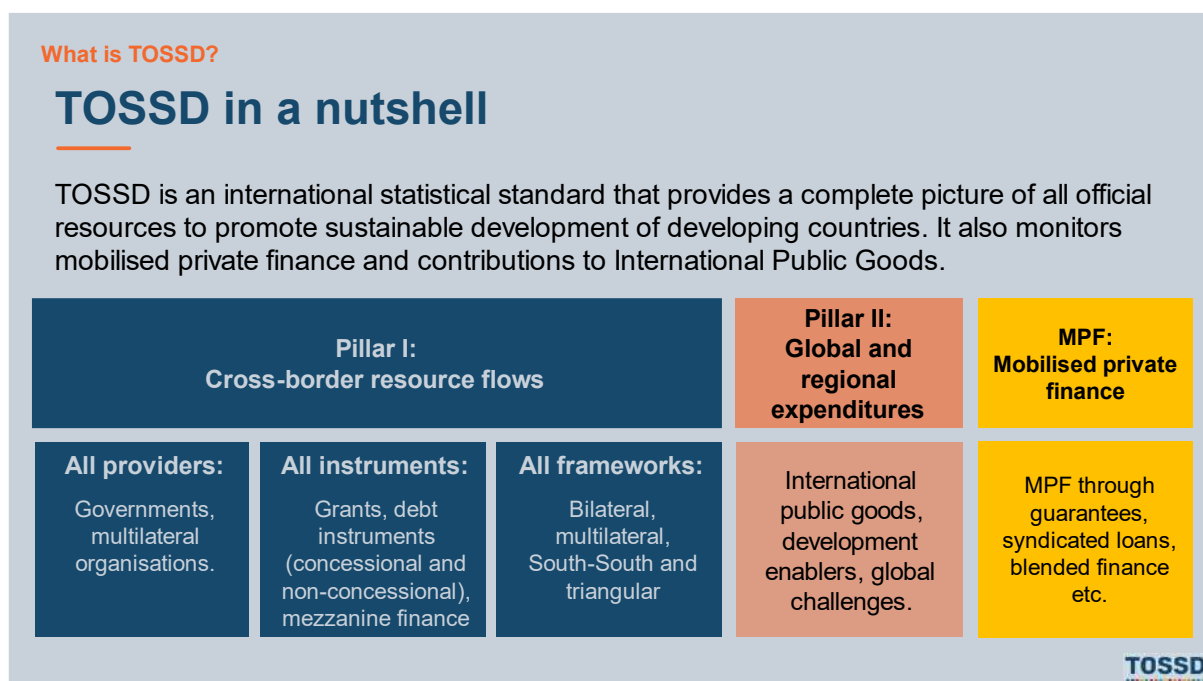 What is TOSSD?
TOSSD in a nutshell
TOSSD is an international statistical standard that provides a complete picture of all official
resources to promote sustainable development of developing countries. It also monitors
mobilised private finance and contributions to International Public Goods.
Pillar I:
Cross-border resource flows
Pillar II:
Global and
regional
expenditures
MPF:
Mobilised private
finance
All providers:
Governments,
multilateral
organisations.
All instruments:
Grants, debt
instruments
(concessional and
non-concessional),
mezzanine finance
All frameworks:
Bilateral,
multilateral,
South-South and
triangular
International
public goods,
development
enablers, global
challenges.
MPF through
guarantees,
syndicated loans,
blended finance
etc.
TOSSD